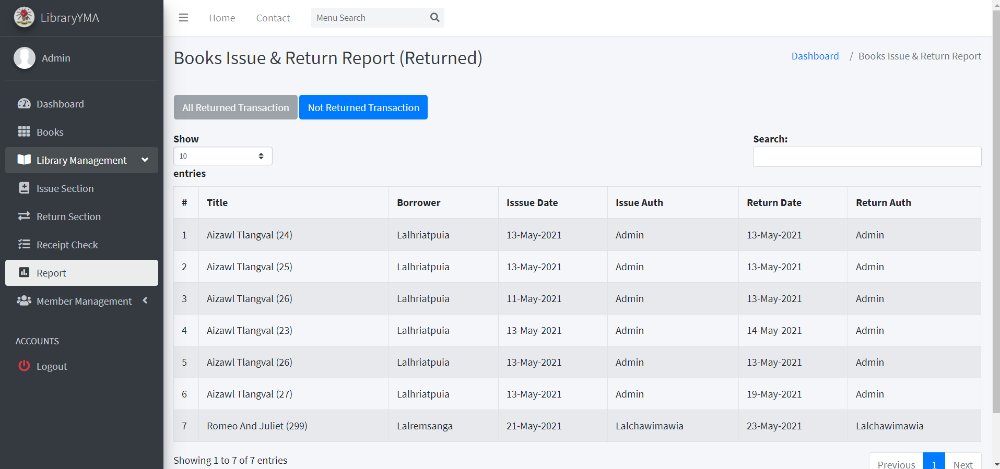 LibraryYMA
Home
Contact
Menu Search
Admin
Dashboard
Books
Library Management
Issue Section
Return Section
Receipt Check
Report
Member Management
ACCOUNTS
Logout
Books Issue & Return Report (Returned)
Dashboard / Books Issue & Return Report
All Returned Transaction
Not Returned Transaction
Show
10
entries
Search:
# Title Borrower Isssue Date Issue Auth Return Date Return Auth
1 Aizawl Tlangval (24) Lalhriatpuia 13-May-2021 Admin 13-May-2021 Admin
2 Aizawl Tlangval (25) Lalhriatpuia 13-May-2021 Admin 13-May-2021 Admin
3 Aizawl Tlangval (26) Lalhriatpuia 11-May-2021 Admin 13-May-2021 Admin
4 Aizawl Tlangval (23) Lalhriatpuia 13-May-2021 Admin 14-May-2021 Admin
5 Aizawl Tlangval (26) Lalhriatpuia 13-May-2021 Admin 13-May-2021 Admin
6 Aizawl Tlangval (27) Lalhriatpuia 13-May-2021 Admin 19-May-2021 Admin
7 Romeo And Juliet (299) Lalremsanga 21-May-2021 Lalchawimawia 23-May-2021 Lalchawimawia
Showing 1 to 7 of 7 entries
Previous 1 Next